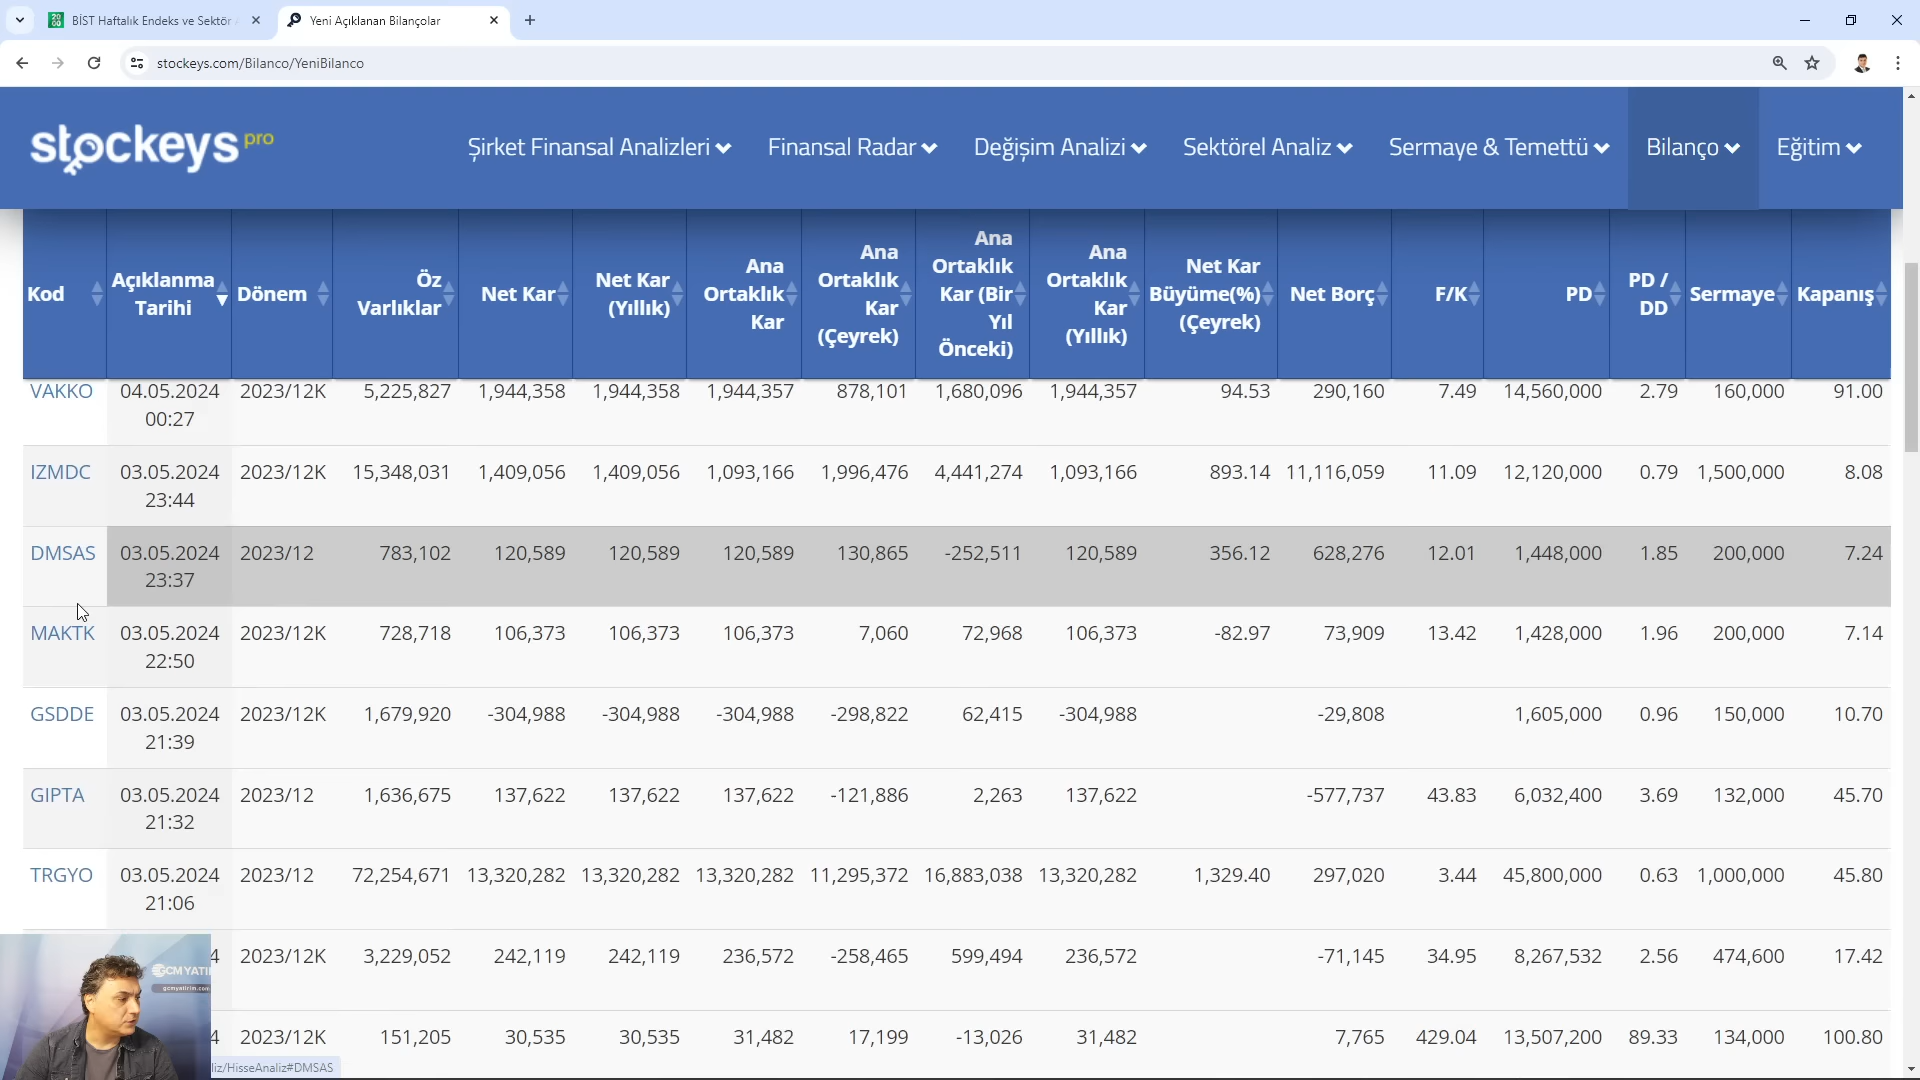 BİST Haftalık Endeks ve Sektör
Yeni Açıklanan Bilançolar
stockeys.com/Bilanco/YeniBilanco
stockeys pro
Şirket Finansal Analizleri
Finansal Radar
Değişim Analizi
Sektörel Analiz
Sermaye & Temettü
Bilanço
Eğitim
Kod
Açıklanma
Tarihi
Dönem
Öz
Varlıklar
Net Kar
Net Kar
(Yıllık)
Ana
Ortaklık
Kar
Ana
Ortaklık
Kar
(Çeyrek)
Ana
Ortaklık
Kar (Bir
Yıl
Önceki)
Ana
Ortaklık
Kar
(Yıllık)
Net Kar
Büyüme(%)
(Çeyrek)
Net Borç
F/K
PD
PD /
DD
Sermaye
Kapanış
VAKKO 04.05.2024 2023/12K 5,225,827 1,944,358 1,944,358 1,944,357 878,101 1,680,096 1,944,357 94.53 290,160 7.49 14,560,000 2.79 160,000 91.00
00:27
IZMDC 03.05.2024 2023/12K 15,348,031 1,409,056 1,409,056 1,093,166 1,996,476 4,441,274 1,093,166 893.14 11,116,059 11.09 12,120,000 0.79 1,500,000 8.08
23:44
DMSAS 03.05.2024 2023/12 783,102 120,589 120,589 120,589 130,865 -252,511 120,589 356.12 628,276 12.01 1,448,000 1.85 200,000 7.24
23:37
MAKTK 03.05.2024 2023/12K 728,718 106,373 106,373 106,373 7,060 72,968 106,373 -82.97 73,909 13.42 1,428,000 1.96 200,000 7.14
22:50
GSDDE 03.05.2024 2023/12K 1,679,920 -304,988 -304,988 -304,988 -298,822 62,415 -304,988 -29,808 1,605,000 0.96 150,000 10.70
21:39
GIPTA 03.05.2024 2023/12 1,636,675 137,622 137,622 137,622 -121,886 2,263 137,622 -577,737 43.83 6,032,400 3.69 132,000 45.70
21:32
TRGYO 03.05.2024 2023/12 72,254,671 13,320,282 13,320,282 13,320,282 11,295,372 16,883,038 13,320,282 1,329.40 297,020 3.44 45,800,000 0.63 1,000,000 45.80
21:06
4 2023/12K 3,229,052 242,119 242,119 236,572 -258,465 599,494 236,572 -71,145 34.95 8,267,532 2.56 474,600 17.42
GCM YATI
gcmyatirim.com
4 2023/12K 151,205 30,535 30,535 31,482 17,199 -13,026 31,482 7,765 429.04 13,507,200 89.33 134,000 100.80
liz/HisseAnaliz#DMSAS